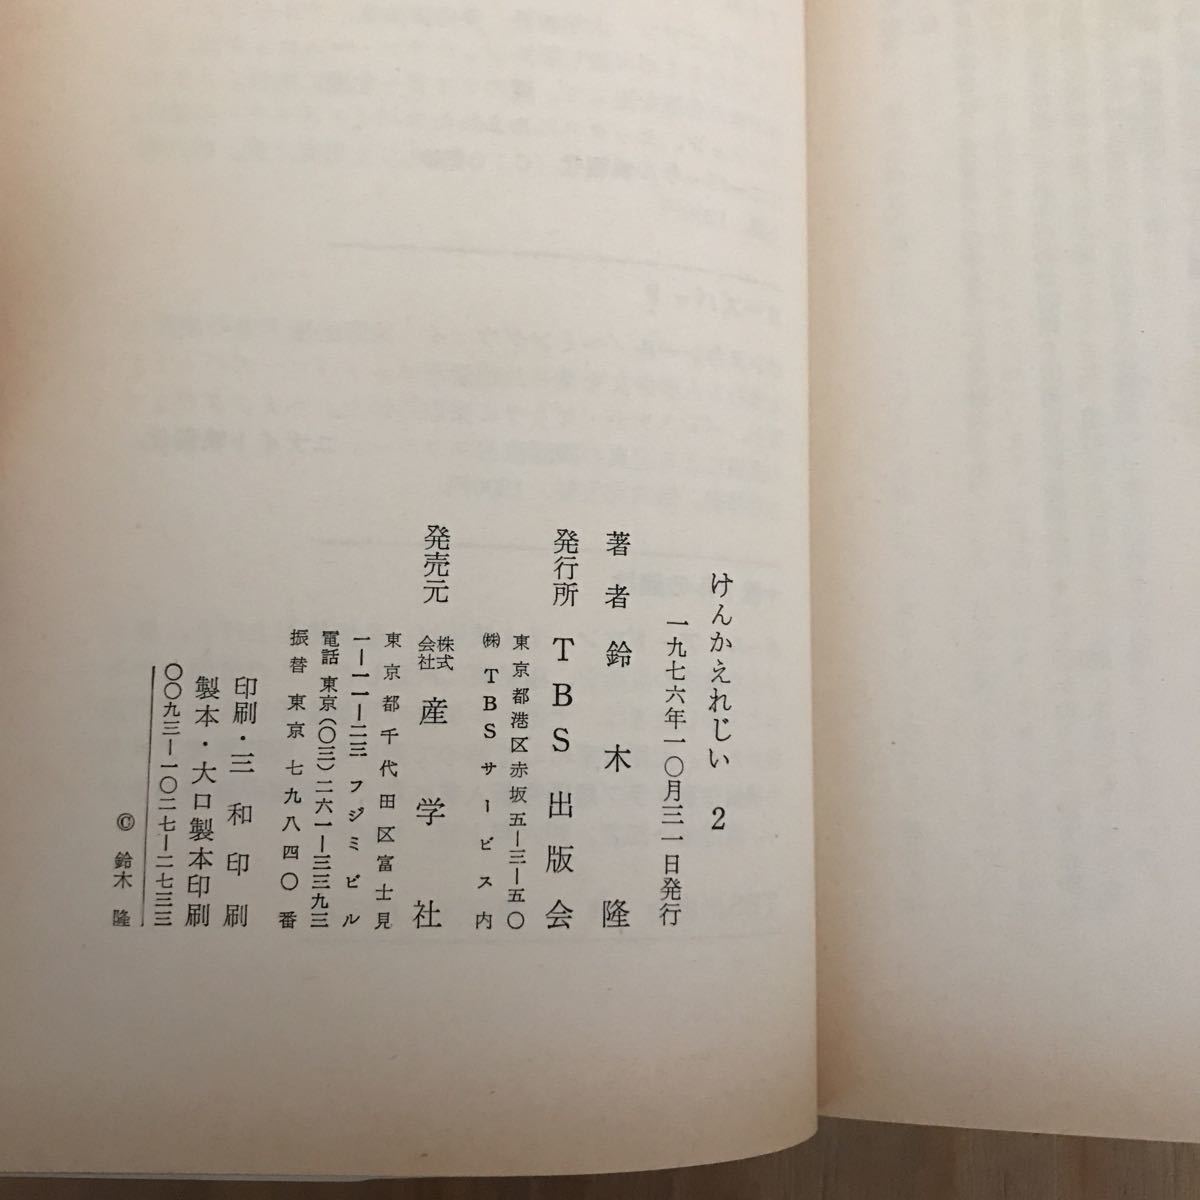 けんかえれじい 2
一九七六年一〇月三一日発行
著者 鈴木 隆
発行所 TBS出版会
東京都港区赤坂五ー三ー五〇
㈱TBSサービス内
発売元 株式会社 産学社
東京都千代田区富士見
一ー一一ー二三 フジミビル
電話 東京(〇三)二六一ー三三九三
振替 東京 七九八四〇番
印刷・三和印刷
製本・大口製本印刷
〇〇九三ー一〇二七ー二七三三
© 鈴木 隆